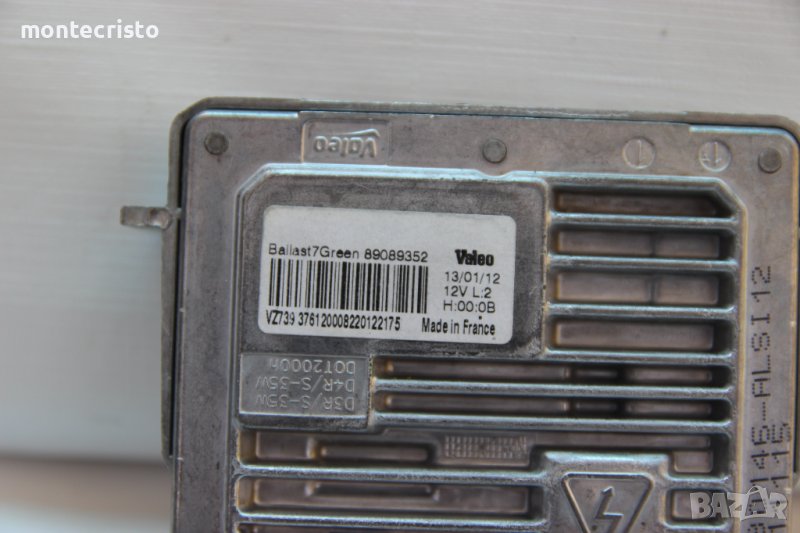 montecristo
Valeo
Ballast7Green 89089352
Valeo
13/01/12
12V L:2
H:00:0B
VZ739 376120008220122175
Made in France
D3R/S-35W
D4R/S-35W
DOT2000h
BAZAR